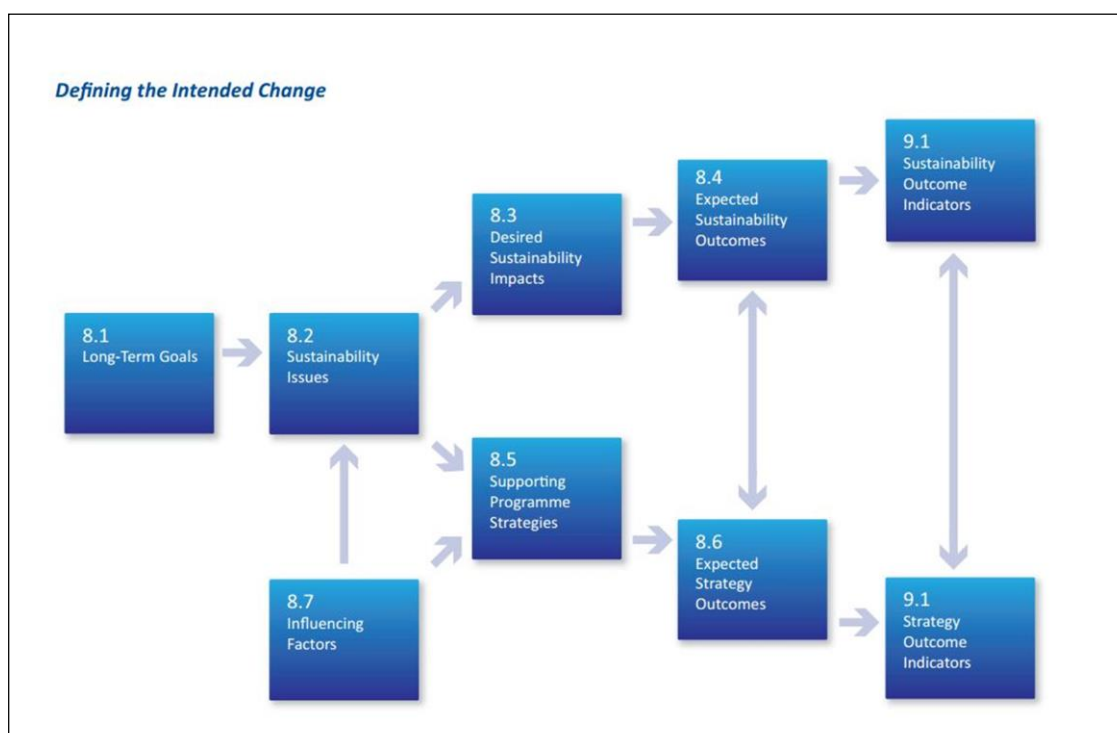 Defining the Intended Change
8.1
Long-Term Goals
8.2
Sustainability
Issues
8.3
Desired
Sustainability
Impacts
8.4
Expected
Sustainability
Outcomes
9.1
Sustainability
Outcome
Indicators
8.5
Supporting
Programme
Strategies
8.6
Expected
Strategy
Outcomes
9.1
Strategy
Outcome
Indicators
8.7
Influencing
Factors